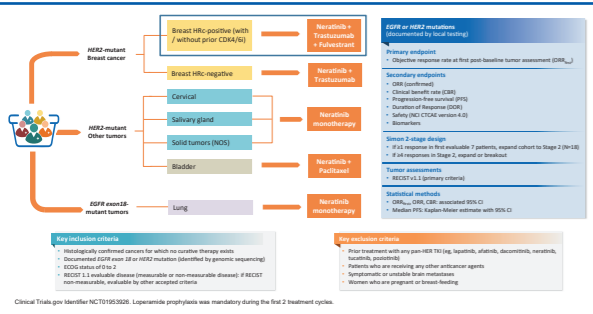 HER2-mutant
Breast cancer
Breast HRc-positive (with
/ without prior CDK4/6i)
Neratinib +
Trastuzumab
+ Fulvestrant
Breast HRc-negative
Neratinib +
Trastuzumab
HER2-mutant
Other tumors
Cervical
Salivary gland
Solid tumors (NOS)
Neratinib
monotherapy
Bladder
Neratinib +
Paclitaxel
EGFR exon18-
mutant tumors
Lung
Neratinib
monotherapy
EGFR or HER2 mutations
(documented by local testing)
Primary endpoint
• Objective response rate at first post-baseline tumor assessment (ORRfirst)
Secondary endpoints
• ORR (confirmed)
• Clinical benefit rate (CBR)
• Progression-free survival (PFS)
• Duration of Response (DOR)
• Safety (NCI CTCAE version 4.0)
• Biomarkers
Simon 2-stage design
• If ≥1 response in first evaluable 7 patients, expand cohort to Stage 2 (N=18)
• If ≥4 responses in Stage 2, expand or breakout
Tumor assessments
• RECIST v1.1 (primary criteria)
Statistical methods
• ORRfirst, ORR, CBR: associated 95% CI
• Median PFS: Kaplan-Meier estimate with 95% CI
Key inclusion criteria
• Histologically confirmed cancers for which no curative therapy exists
• Documented EGFR exon 18 or HER2 mutation (identified by genomic sequencing)
• ECOG status of 0 to 2
• RECIST 1.1 evaluable disease (measurable or non-measurable disease: if RECIST
non-measurable, evaluable by other accepted criteria)
Key exclusion criteria
• Prior treatment with any pan-HER TKI (eg, lapatinib, afatinib, dacomitinib, neratinib,
tucatinib, poziotinib)
• Patients who are receiving any other anticancer agents
• Symptomatic or unstable brain metastases
• Women who are pregnant or breast-feeding
Clinical Trials.gov Identifier NCT01953926. Loperamide prophylaxis was mandatory during the first 2 treatment cycles.